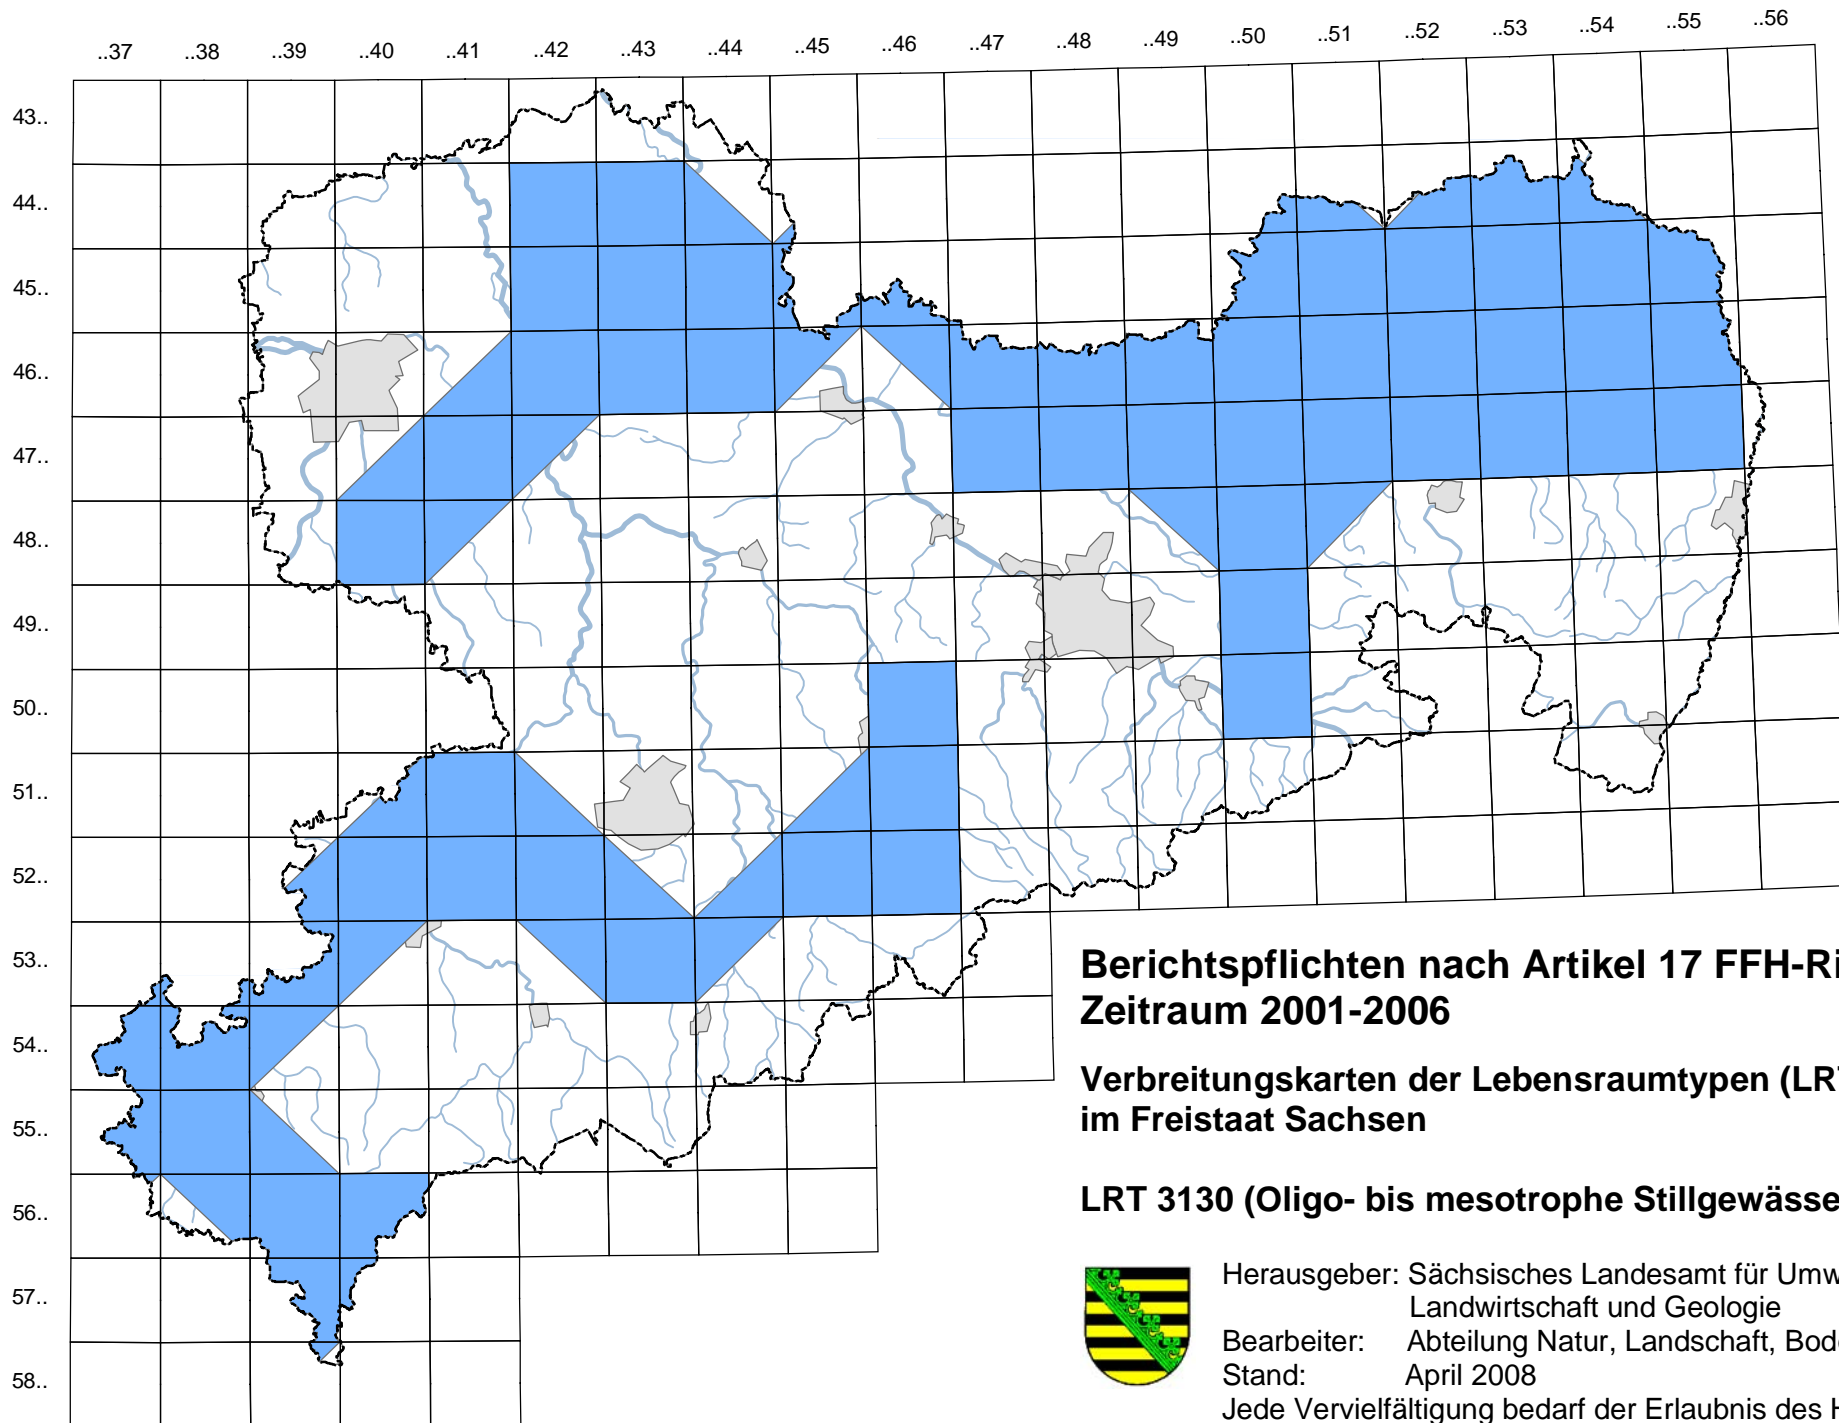 ..37 ..38 ..39 ..40 ..41 ..42 ..43 ..44 ..45 ..46 ..47 ..48 ..49 ..50 ..51 ..52 ..53 ..54 ..55 ..56
43..
44..
45..
46..
47..
48..
49..
50..
51..
52..
53..
54..
55..
56..
57..
58..
Berichtspflichten nach Artikel 17 FFH-Ri
Zeitraum 2001-2006
Verbreitungskarten der Lebensraumtypen (LRT
im Freistaat Sachsen
LRT 3130 (Oligo- bis mesotrophe Stillgewässe
Herausgeber: Sächsisches Landesamt für Umw
Landwirtschaft und Geologie
Bearbeiter: Abteilung Natur, Landschaft, Bod
Stand: April 2008
Jede Vervielfältigung bedarf der Erlaubnis des H